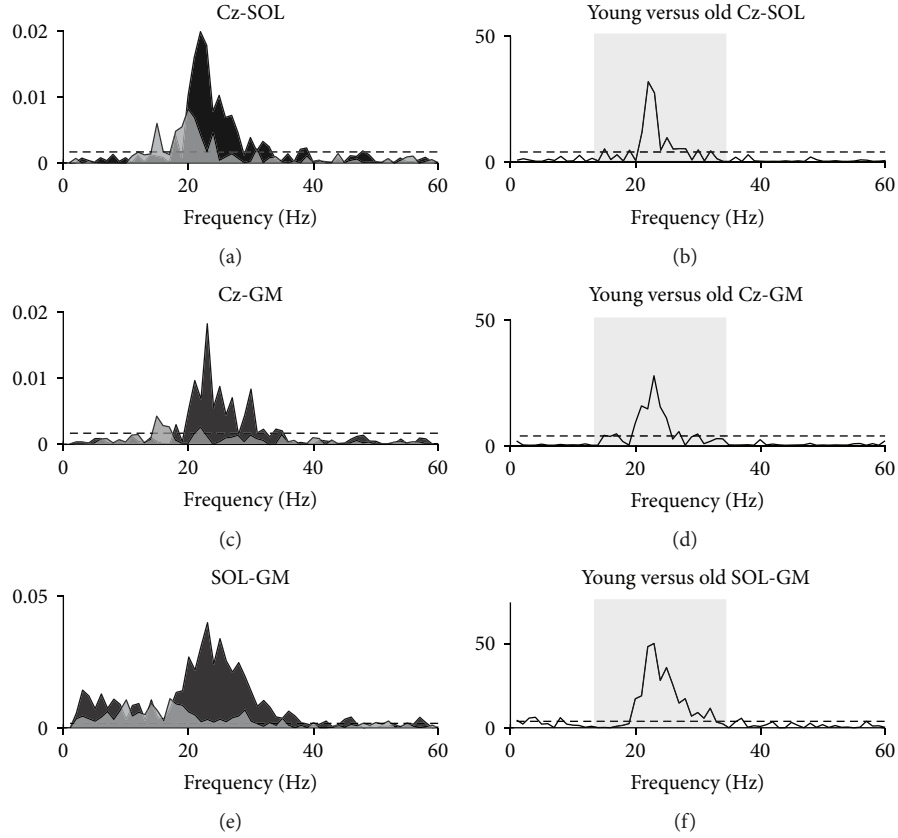 Cz-SOL
0.02
0.01
0
0 20 40 60
Frequency (Hz)
(a)
Young versus old Cz-SOL
50
0
0 20 40 60
Frequency (Hz)
(b)
Cz-GM
0.02
0.01
0
0 20 40 60
Frequency (Hz)
(c)
Young versus old Cz-GM
50
0
0 20 40 60
Frequency (Hz)
(d)
SOL-GM
0.05
0
0 20 40 60
Frequency (Hz)
(e)
Young versus old SOL-GM
50
0
0 20 40 60
Frequency (Hz)
(f)